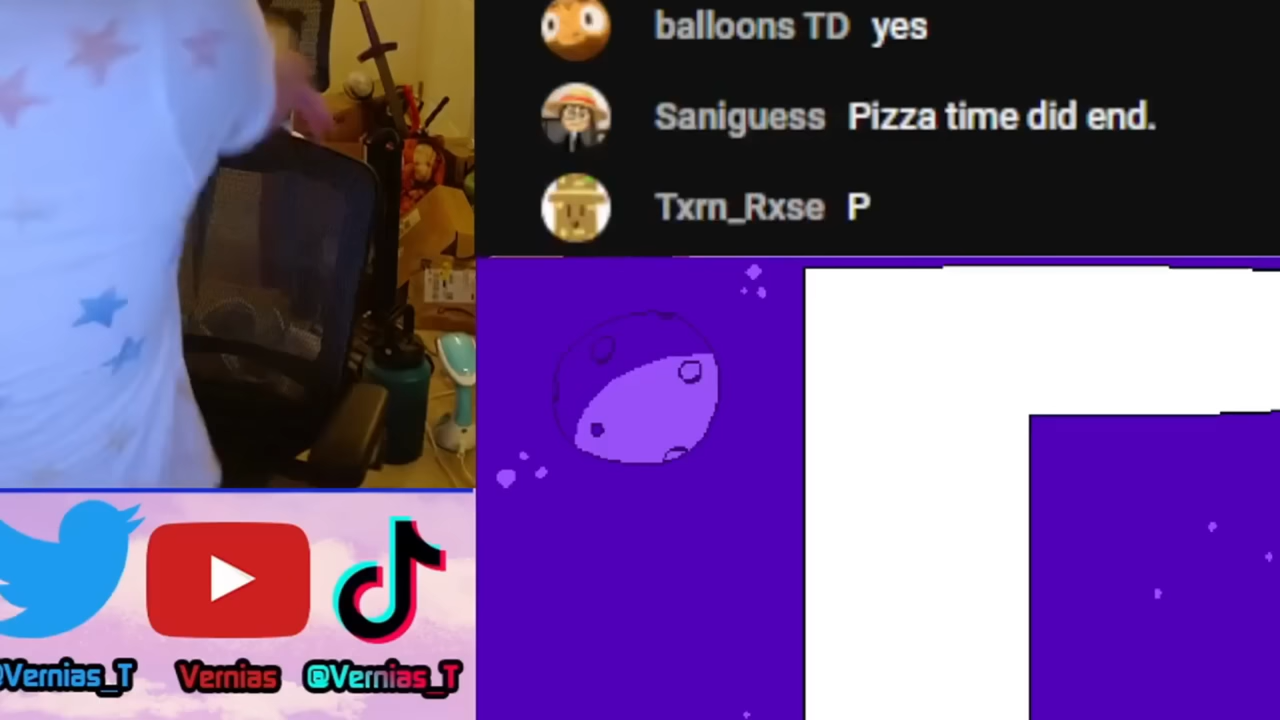 balloons TD yes
Saniguess Pizza time did end.
Txrn_Rxse P
@Vernias_T Vernias @Vernias_T